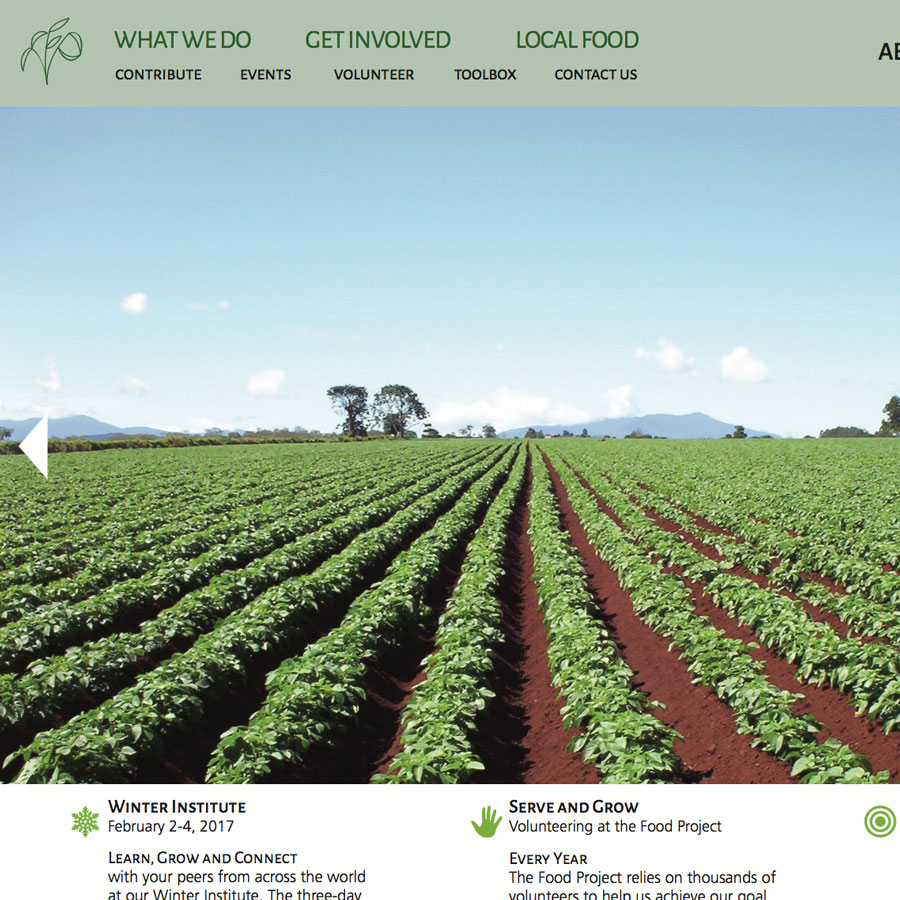 WHAT WE DO GET INVOLVED LOCAL FOOD
CONTRIBUTE EVENTS VOLUNTEER TOOLBOX CONTACT US
WINTER INSTITUTE
February 2-4, 2017
LEARN, GROW AND CONNECT
with your peers from across the world
at our Winter Institute. The three-day
SERVE AND GROW
Volunteering at the Food Project
EVERY YEAR
The Food Project relies on thousands of
volunteers to help us achieve our goal